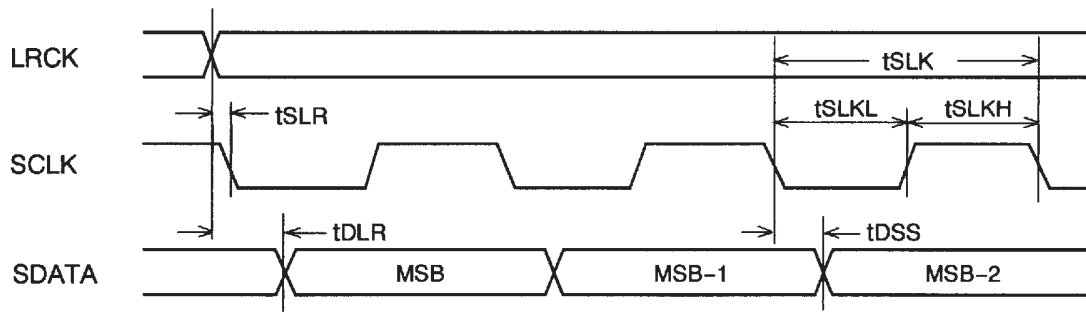 LRCK
tSLK
tSLR
tSLKL
tSLKH
SCLK
tDLR
tDSS
SDATA
MSB
MSB-1
MSB-2